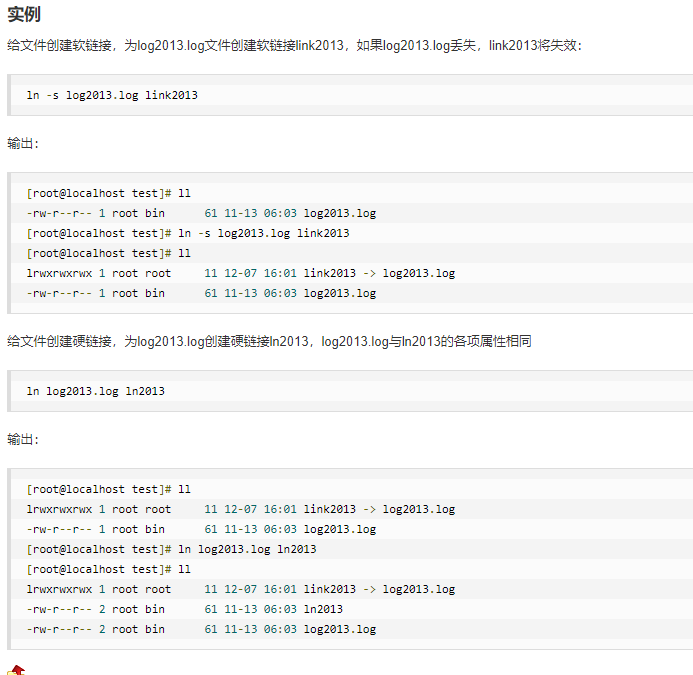 实例
给文件创建软链接，为log2013.log文件创建软链接link2013，如果log2013.log丢失，link2013将失效：
ln -s log2013.log link2013
输出：
[root@localhost test]# ll
-rw-r--r-- 1 root bin      61 11-13 06:03 log2013.log
[root@localhost test]# ln -s log2013.log link2013
[root@localhost test]# ll
lrwxrwxrwx 1 root root     11 12-07 16:01 link2013 -> log2013.log
-rw-r--r-- 1 root bin      61 11-13 06:03 log2013.log
给文件创建硬链接，为log2013.log创建硬链接ln2013，log2013.log与ln2013的各项属性相同
ln log2013.log ln2013
输出：
[root@localhost test]# ll
lrwxrwxrwx 1 root root     11 12-07 16:01 link2013 -> log2013.log
-rw-r--r-- 1 root bin      61 11-13 06:03 log2013.log
[root@localhost test]# ln log2013.log ln2013
[root@localhost test]# ll
lrwxrwxrwx 1 root root     11 12-07 16:01 link2013 -> log2013.log
-rw-r--r-- 2 root bin      61 11-13 06:03 ln2013
-rw-r--r-- 2 root bin      61 11-13 06:03 log2013.log